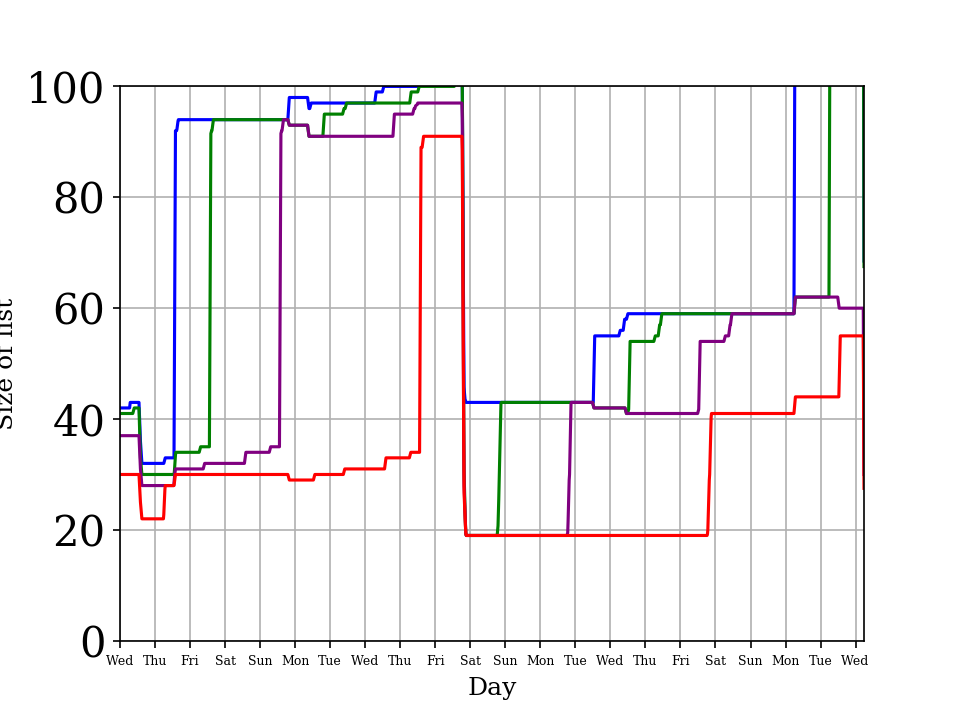 100
80
60
40
20
0
Size of list
Wed Thu Fri Sat Sun Mon Tue Wed Thu Fri Sat Sun Mon Tue Wed Thu Fri Sat Sun Mon Tue Wed
Day